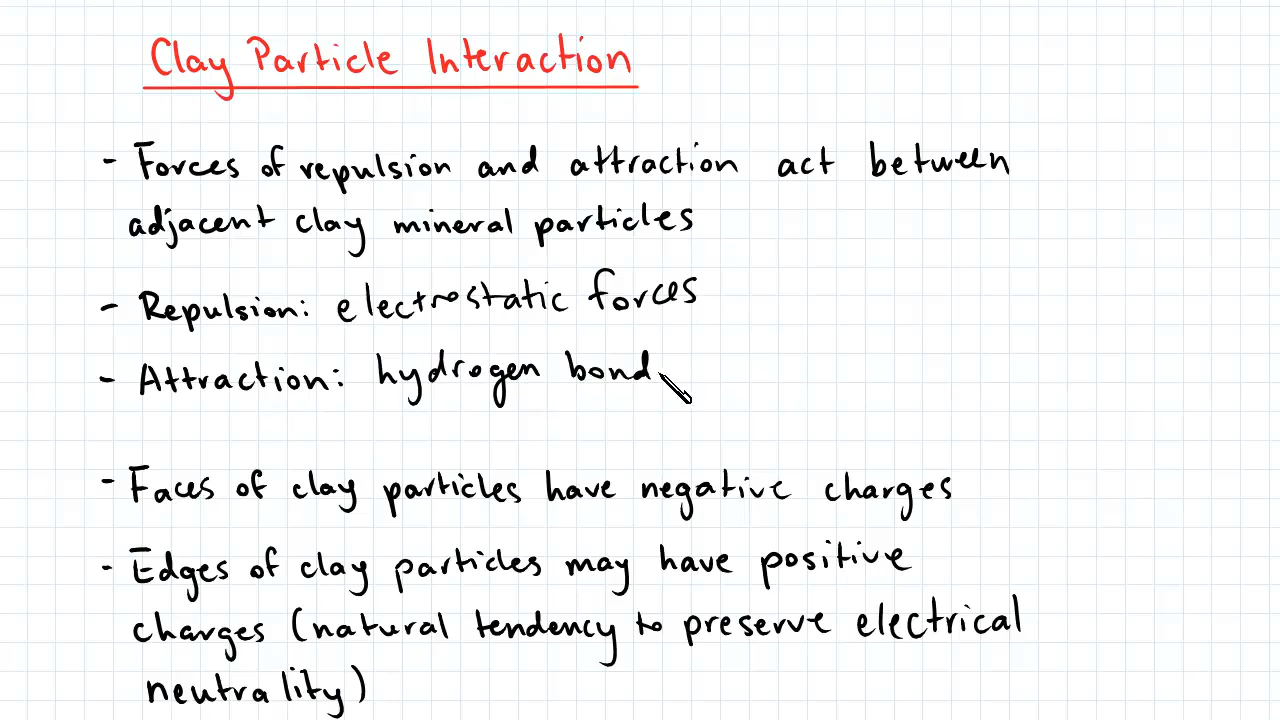 Clay Particle Interaction
- Forces of repulsion and attraction act between
adjacent clay mineral particles
- Repulsion: electrostatic forces
- Attraction: hydrogen bond
- Faces of clay particles have negative charges
- Edges of clay particles may have positive
charges (natural tendency to preserve electrical
neutrality)